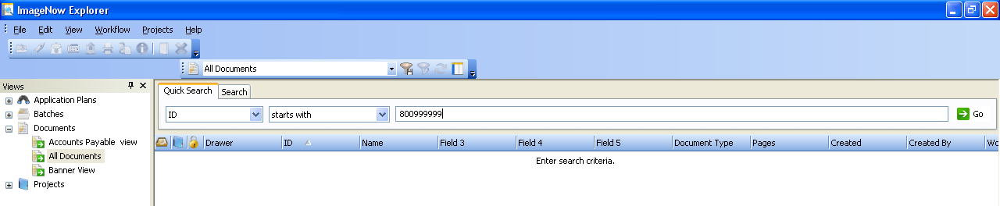 ImageNow Explorer
File Edit View Workflow Projects Help
All Documents
Views
Application Plans
Batches
Documents
Accounts Payable view
All Documents
Banner View
Projects
Quick Search Search
ID starts with 800999999 Go
Drawer ID Name Field 3 Field 4 Field 5 Document Type Pages Created Created By Wo
Enter search criteria.